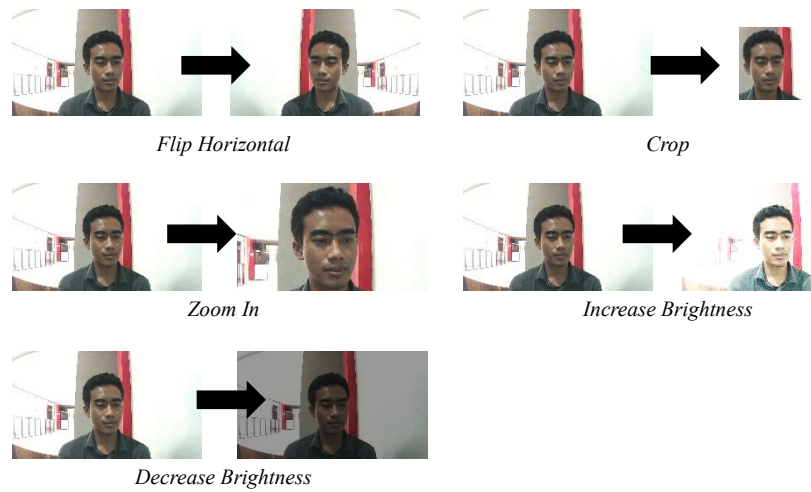 Flip Horizontal
Crop
Zoom In
Increase Brightness
Decrease Brightness